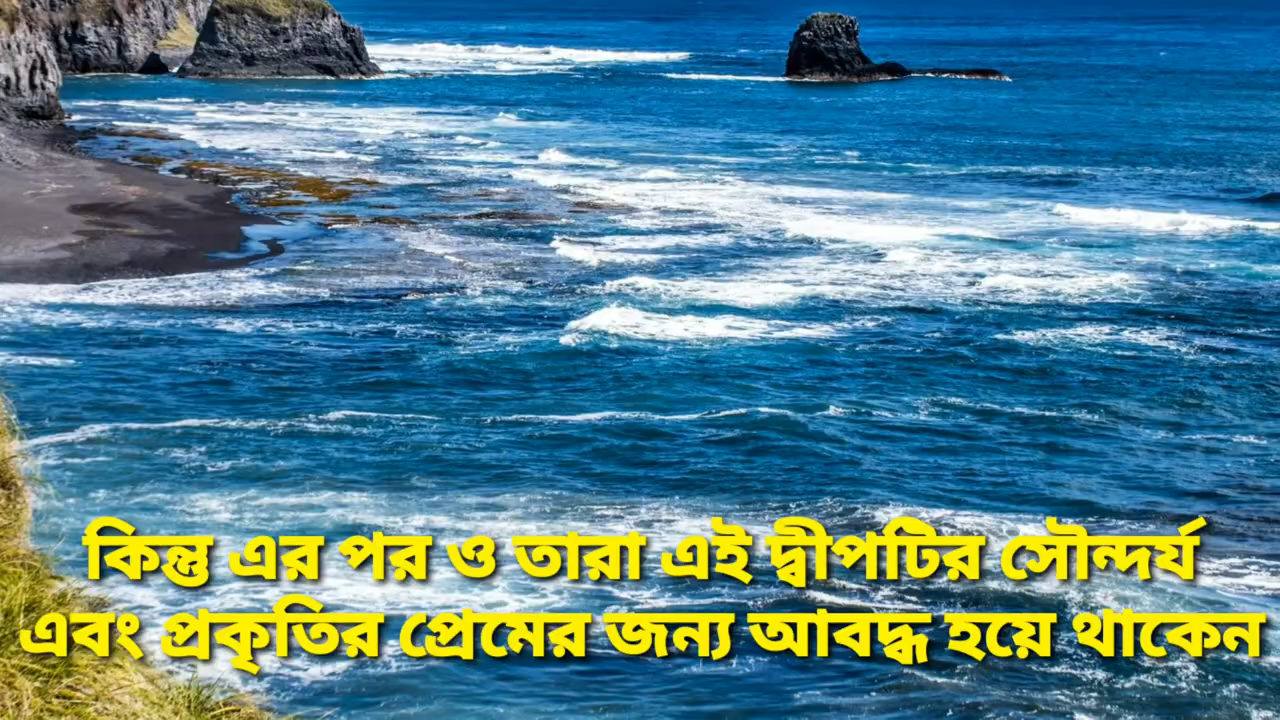 কিন্তু এর পর ও তারা এই দ্বীপটির সৌন্দর্য
এবং প্রকৃতির প্রেমের জন্য আবদ্ধ হয়ে থাকেন